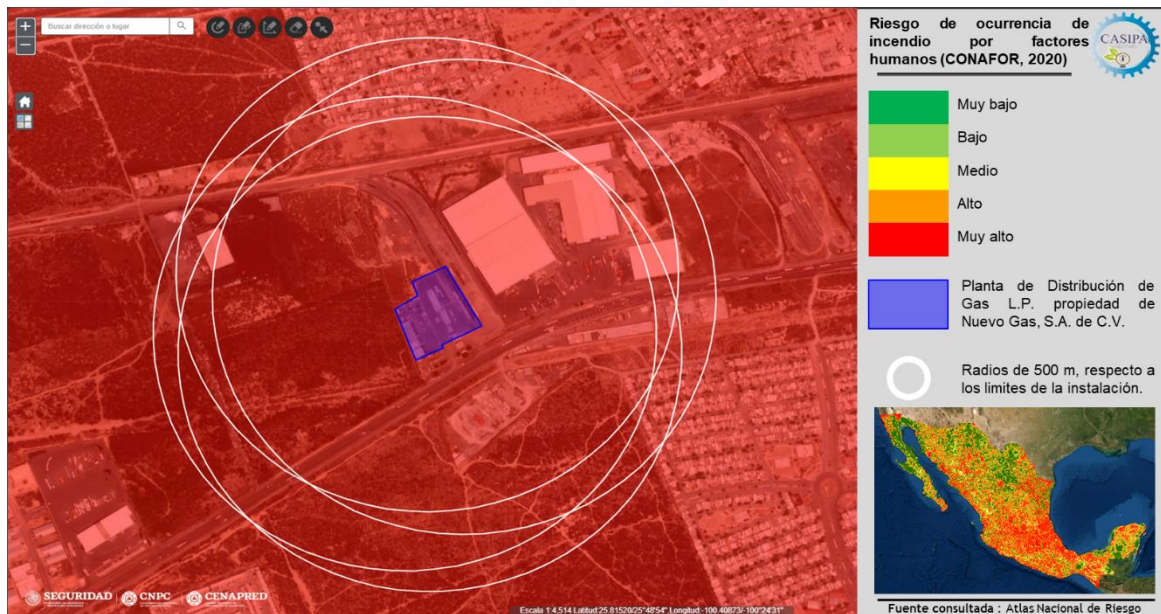 Buscar dirección o lugar
Riesgo de ocurrencia de
incendio por factores
humanos (CONAFOR, 2020)
CASIPA
Muy bajo
Bajo
Medio
Alto
Muy alto
Planta de Distribución de
Gas L.P. propiedad de
Nuevo Gas, S.A. de C.V.
Radios de 500 m, respecto a
los limites de la instalación.
SEGURIDAD
CNPC
CENAPRED
Escala 1:4,514 Latitud:25.81520/25°48'54" Longitud:-100.40873/-100°24'31"
Fuente consultada : Atlas Nacional de Riesgo